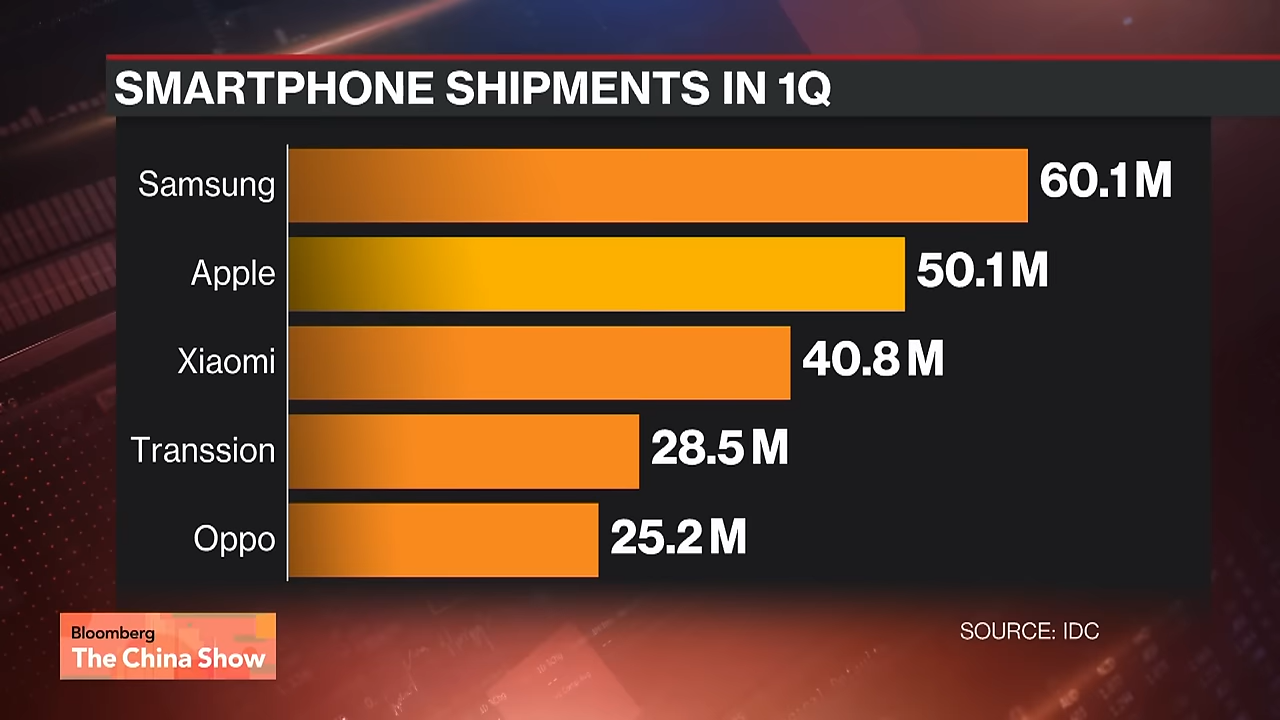 SMARTPHONE SHIPMENTS IN 1Q
Samsung 60.1M
Apple 50.1M
Xiaomi 40.8M
Transsion 28.5M
Oppo 25.2M
SOURCE: IDC
Bloomberg
The China Show